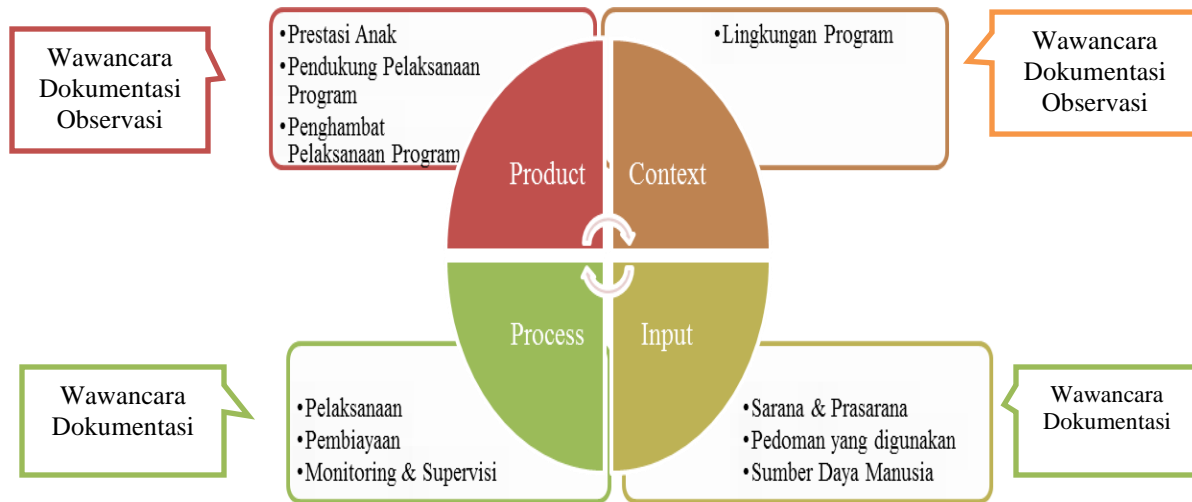 Wawancara
Dokumentasi
Observasi
•Prestasi Anak
•Pendukung Pelaksanaan
Program
•Penghambat
Pelaksanaan Program
•Lingkungan Program
Wawancara
Dokumentasi
Observasi
Product
Context
Process
Input
Wawancara
Dokumentasi
•Pelaksanaan
•Pembiayaan
•Monitoring & Supervisi
•Sarana & Prasarana
•Pedoman yang digunakan
•Sumber Daya Manusia
Wawancara
Dokumentasi